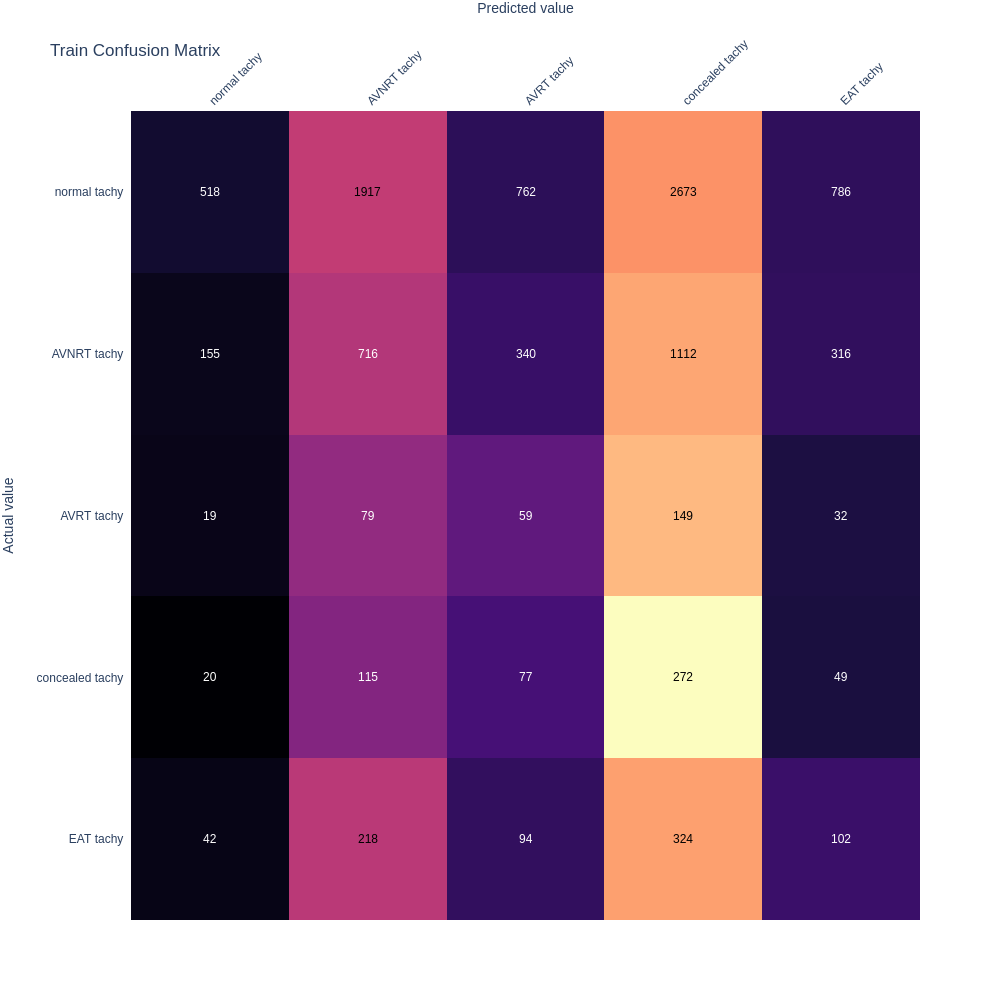 Predicted value
Train Confusion Matrix
normal tachy
AVNRT tachy
AVRT tachy
concealed tachy
EAT tachy
Actual value
normal tachy 518 1917 762 2673 786
AVNRT tachy 155 716 340 1112 316
AVRT tachy 19 79 59 149 32
concealed tachy 20 115 77 272 49
EAT tachy 42 218 94 324 102